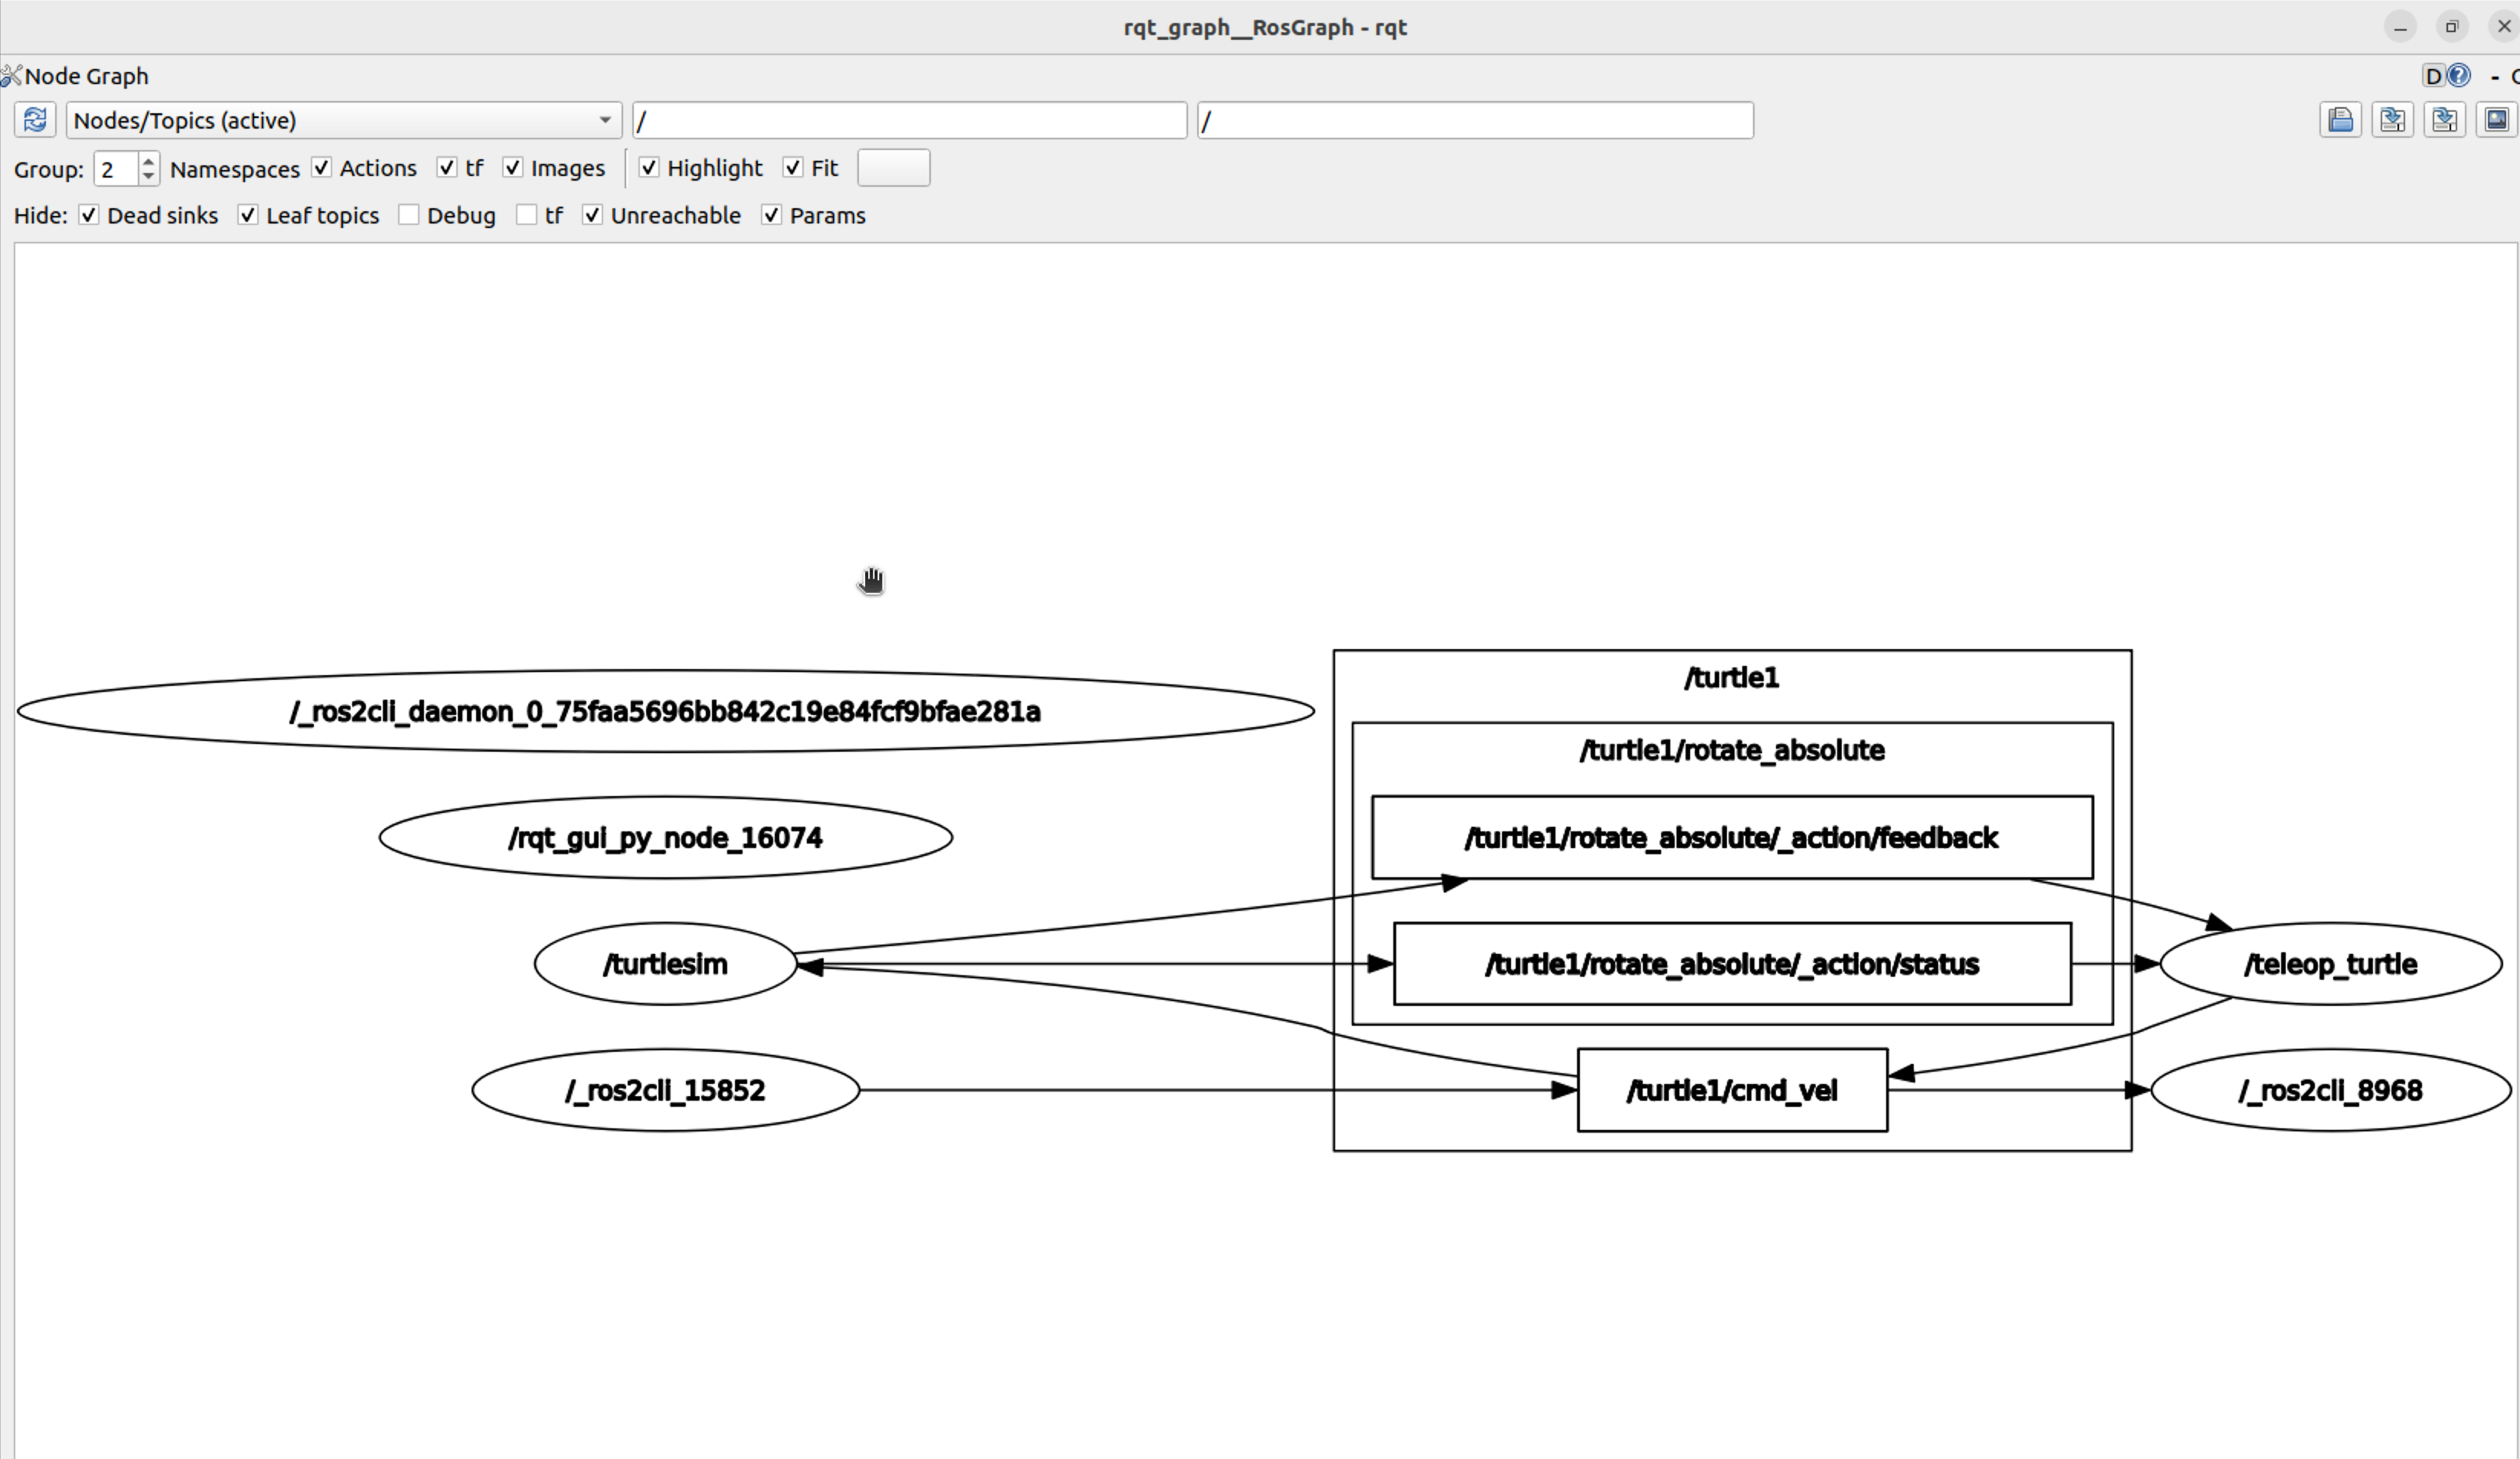 rqt_graph__RosGraph - rqt
Node Graph
D
-
Nodes/Topics (active)
/
/
Group: 2 Namespaces Actions tf Images Highlight Fit
Hide: Dead sinks Leaf topics Debug tf Unreachable Params
/turtle1
/_ros2cli_daemon_0_75faa5696bb842c19e84fcf9bfae281a
/turtle1/rotate_absolute
/rqt_gui_py_node_16074
/turtle1/rotate_absolute/_action/feedback
/turtlesim
/turtle1/rotate_absolute/_action/status
/teleop_turtle
/_ros2cli_15852
/turtle1/cmd_vel
/_ros2cli_8968